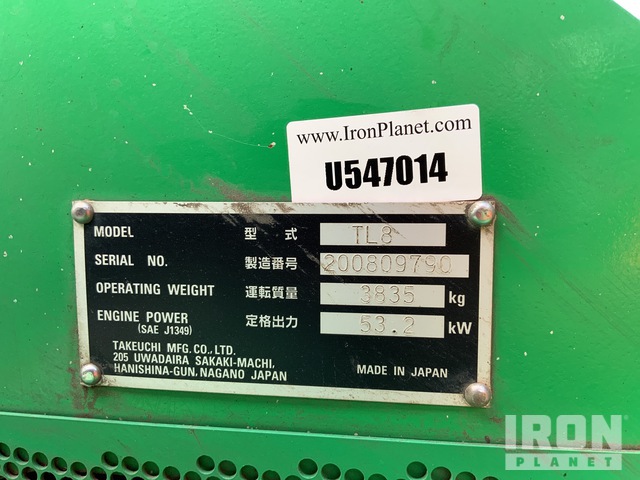 www.IronPlanet.com
U547014
MODEL 型 式 TL8
SERIAL NO. 製造番号 200809790
OPERATING WEIGHT 運転質量 3835 kg
ENGINE POWER 定格出力 53.2 kW
(SAE J1349)
TAKEUCHI MFG.CO., LTD.
205 UWADAIRA SAKAKI-MACHI,
HANISHINA-GUN, NAGANO JAPAN MADE IN JAPAN
IRON
PLANET